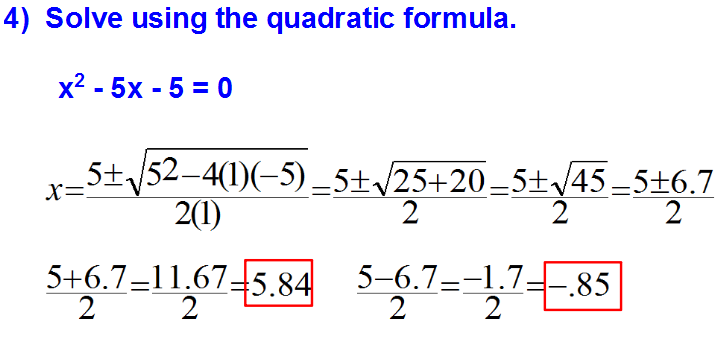 4) Solve using the quadratic formula.
x² - 5x - 5 = 0
x=5±√52−4(1)(−5)/2(1)=5±√25+20/2=5±√45/2=5±6.7/2
5+6.7/2=11.67/2=5.84 5−6.7/2=−1.7/2=−.85